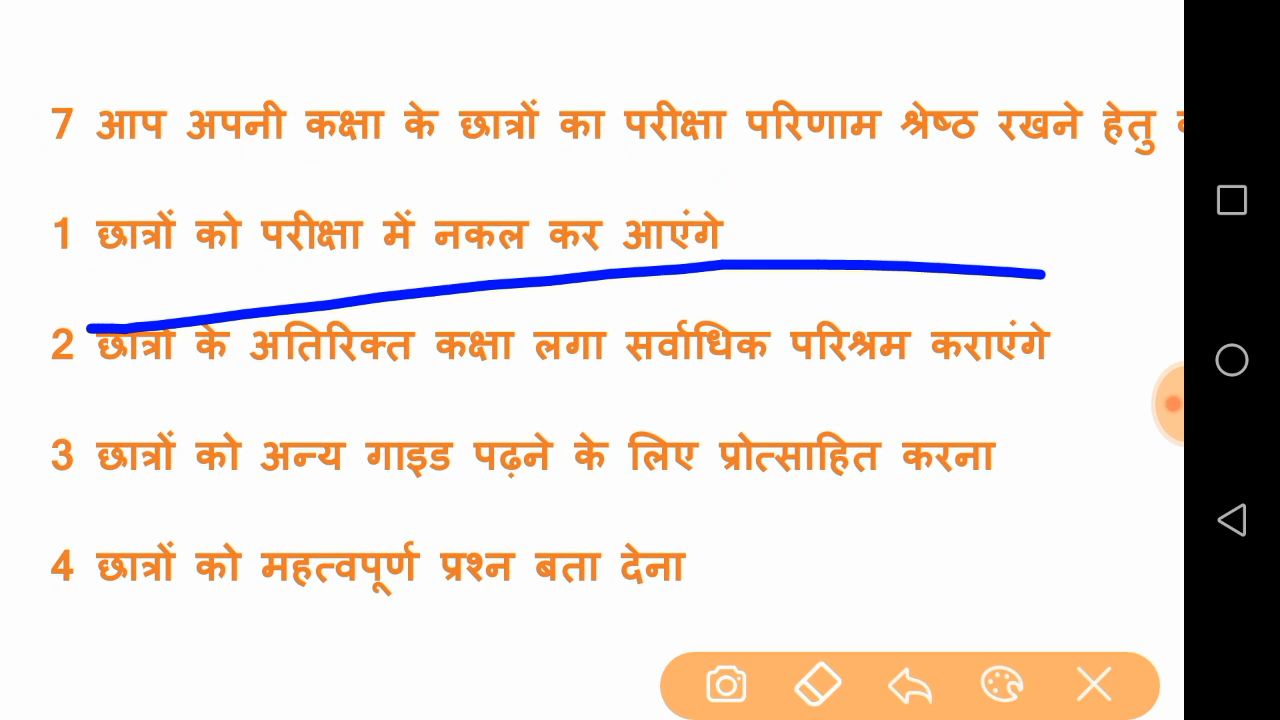 7 आप अपनी कक्षा के छात्रों का परीक्षा परिणाम श्रेष्ठ रखने हेतु
1 छात्रों को परीक्षा में नकल कर आएंगे
2 छात्रों के अतिरिक्त कक्षा लगा सर्वाधिक परिश्रम कराएंगे
3 छात्रों को अन्य गाइड पढ़ने के लिए प्रोत्साहित करना
4 छात्रों को महत्वपूर्ण प्रश्न बता देना